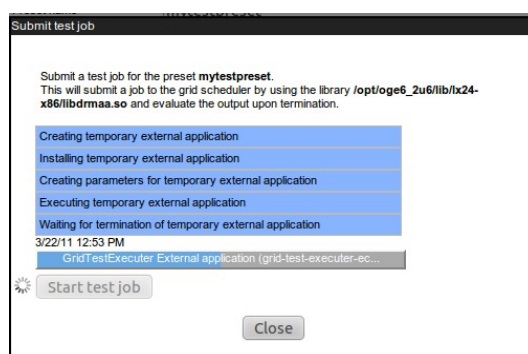 mytestpreset
Submit test job
Submit a test job for the preset mytestpreset.
This will submit a job to the grid scheduler by using the library /opt/oge6_2u6/lib/lx24-
x86/libdrmaa.so and evaluate the output upon termination.
Creating temporary external application
Installing temporary external application
Creating parameters for temporary external application
Executing temporary external application
Waiting for termination of temporary external application
3/22/11 12:53 PM
GridTestExecuter External application (grid-test-executer-ec...
Start test job
Close